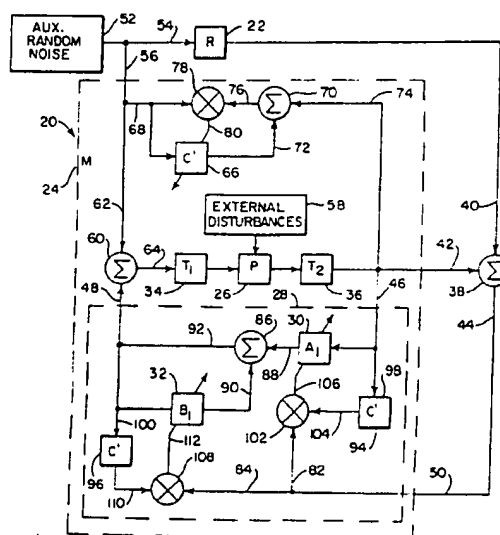 52
AUX.
RANDOM
NOISE
54
56
R
22
78
76
Σ
70
74
68
80
20
24
M
C'
72
66
62
EXTERNAL
DISTURBANCES
58
40
60
Σ
64
T₁
P
T₂
42
Σ
48
34
26
28
36
46
38
30
44
92
86
Σ
88
A₁
32
90
106
98
100
B₁
102
104
C'
94
C'
96
112
108
84
82
50
110